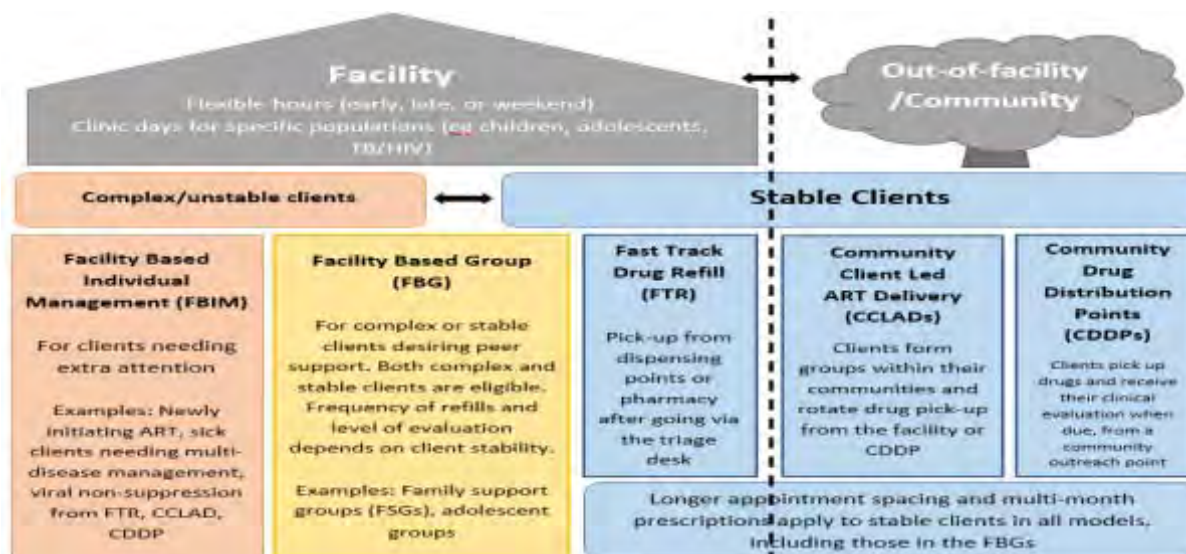 Facility
Flexible hours (early, late, or weekend)
Clinic days for specific populations (eg children, adolescents,
TB/HIV)
Out-of-facility
/Community
Complex/unstable clients
Stable Clients
Facility Based
Individual
Management (FBIM)
For clients needing
extra attention
Examples: Newly
initiating ART, sick
clients needing multi-
disease management,
viral non-suppression
from FTR, CCLAD,
CDDP
Facility Based Group
(FBG)
For complex or stable
clients desiring peer
support. Both complex and
stable clients are eligible.
Frequency of refills and
level of evaluation
depends on client stability.
Examples: Family support
groups (FSGs), adolescent
groups
Fast Track
Drug Refill
(FTR)
Pick-up from
dispensing
points or
pharmacy
after going via
the triage
desk
Community
Client Led
ART Delivery
(CCLADs)
Clients form
groups within their
communities and
rotate drug pick-up
from the facility or
CDDP
Community
Drug
Distribution
Points
(CDDPs)
Clients pick up
drugs and receive
their clinical
evaluation when
due, from a
community
outreach point
Longer appointment spacing and multi-month
prescriptions apply to stable clients in all models,
including those in the FBGs